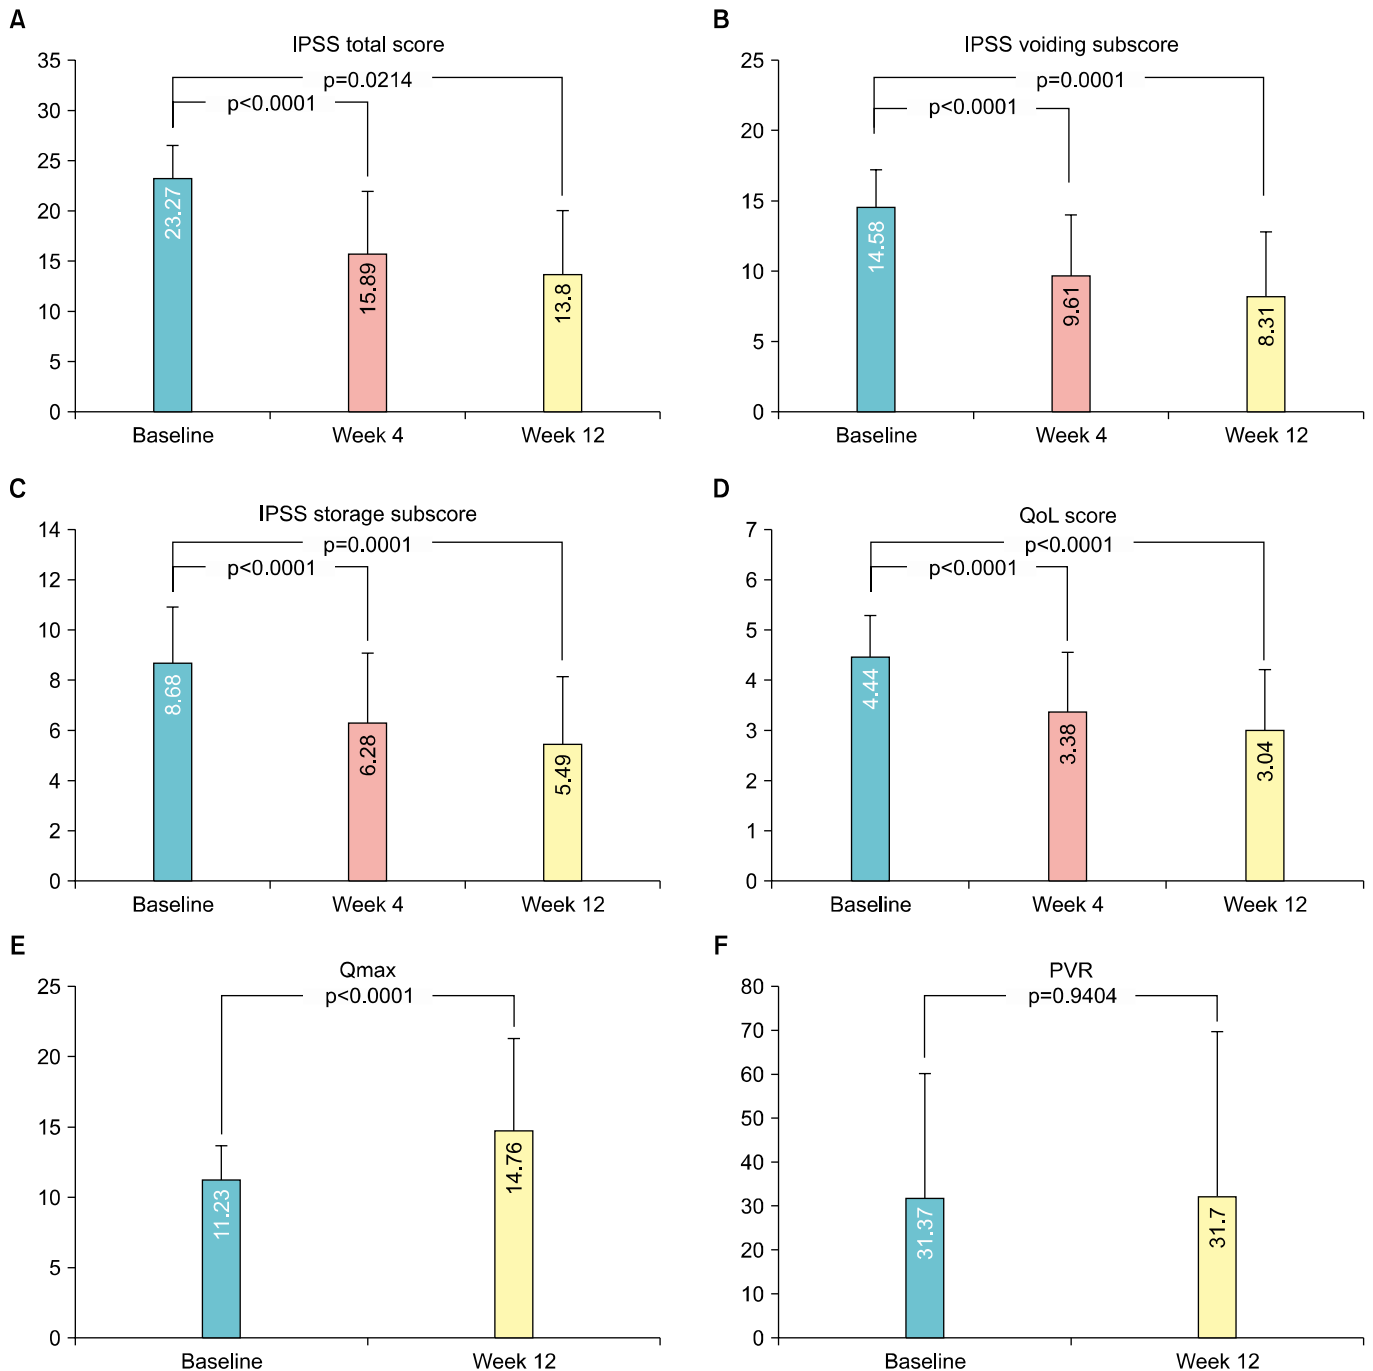 A
IPSS total score
35
30
25
20
15
10
5
0
p=0.0214
p<0.0001
23.27
15.89
13.8
Baseline
Week 4
Week 12
B
IPSS voiding subscore
25
20
15
10
5
0
p=0.0001
p<0.0001
14.58
9.61
8.31
Baseline
Week 4
Week 12
C
IPSS storage subscore
14
12
10
8
6
4
2
0
p=0.0001
p<0.0001
8.68
6.28
5.49
Baseline
Week 4
Week 12
D
QoL score
7
6
5
4
3
2
1
0
p<0.0001
p<0.0001
4.44
3.38
3.04
Baseline
Week 4
Week 12
E
Qmax
25
20
15
10
5
0
p<0.0001
11.23
14.76
Baseline
Week 12
F
PVR
80
70
60
50
40
30
20
10
0
p=0.9404
31.37
31.7
Baseline
Week 12